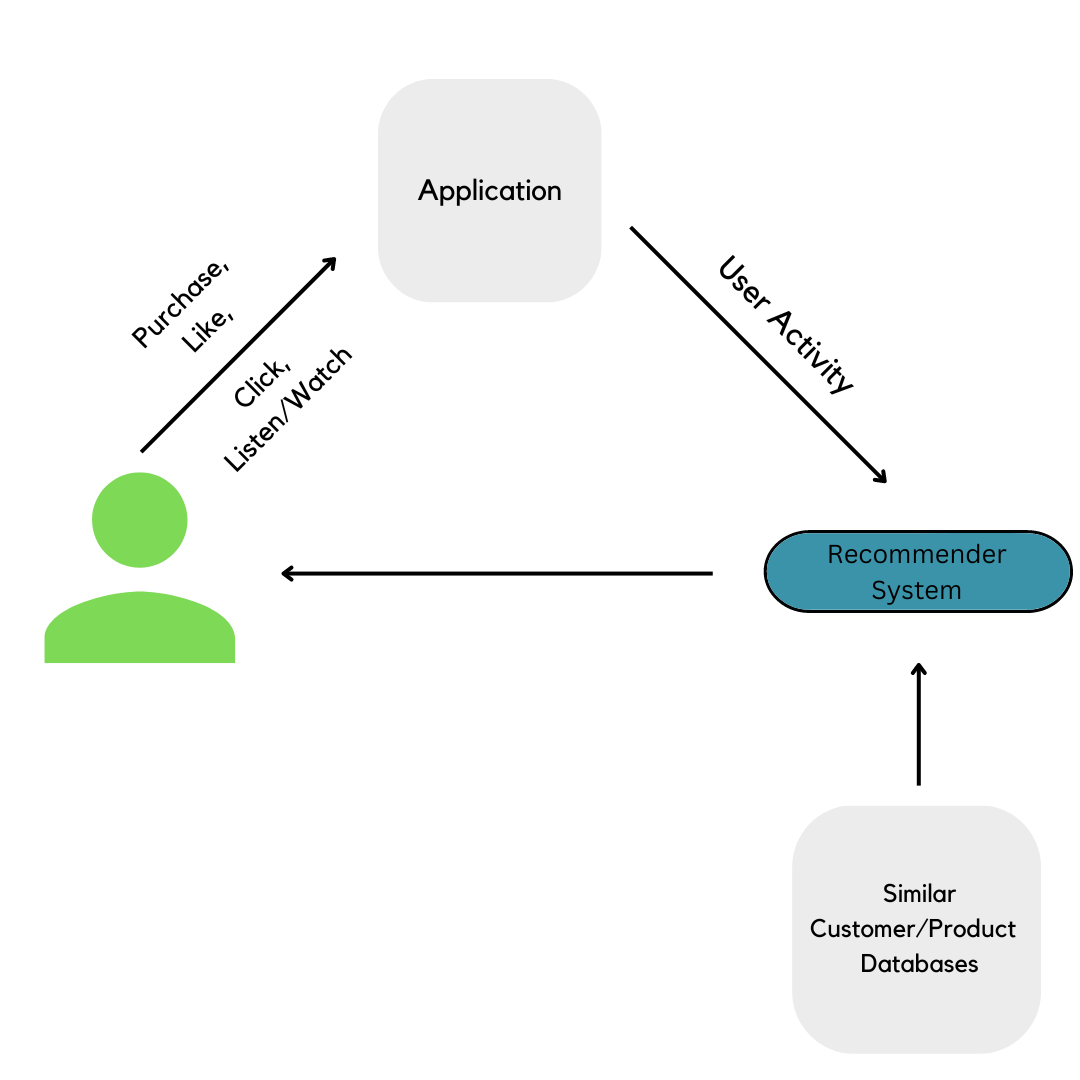 Application
Purchase,
Like,
Click,
Listen/Watch
User Activity
Recommender
System
Similar
Customer/Product
Databases